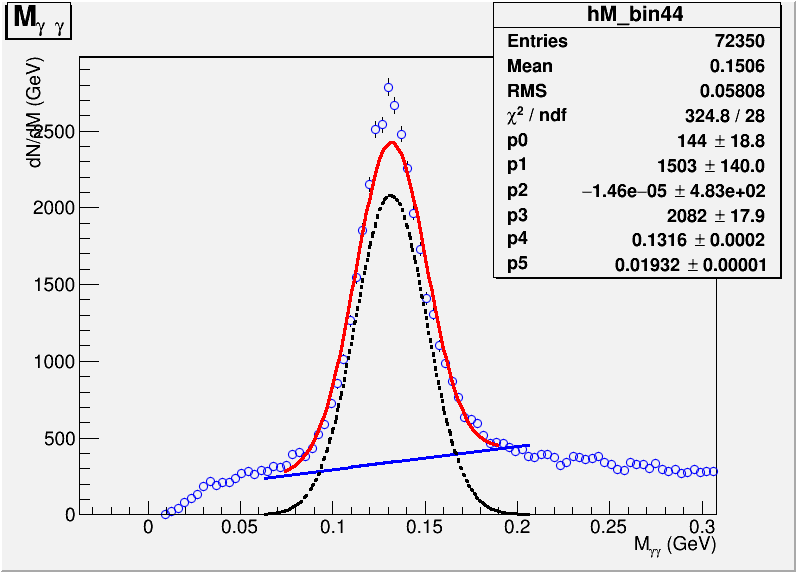 Mγ γ
hM_bin44
Entries 72350
Mean 0.1506
RMS 0.05808
χ² / ndf 324.8 / 28
p0 144 ± 18.8
p1 1503 ± 140.0
p2 −1.46e−05 ± 4.83e+02
p3 2082 ± 17.9
p4 0.1316 ± 0.0002
p5 0.01932 ± 0.00001
dN/dM (GeV)
2500
2000
1500
1000
500
0
0 0.05 0.1 0.15 0.2 0.25 0.3
Mγγ (GeV)